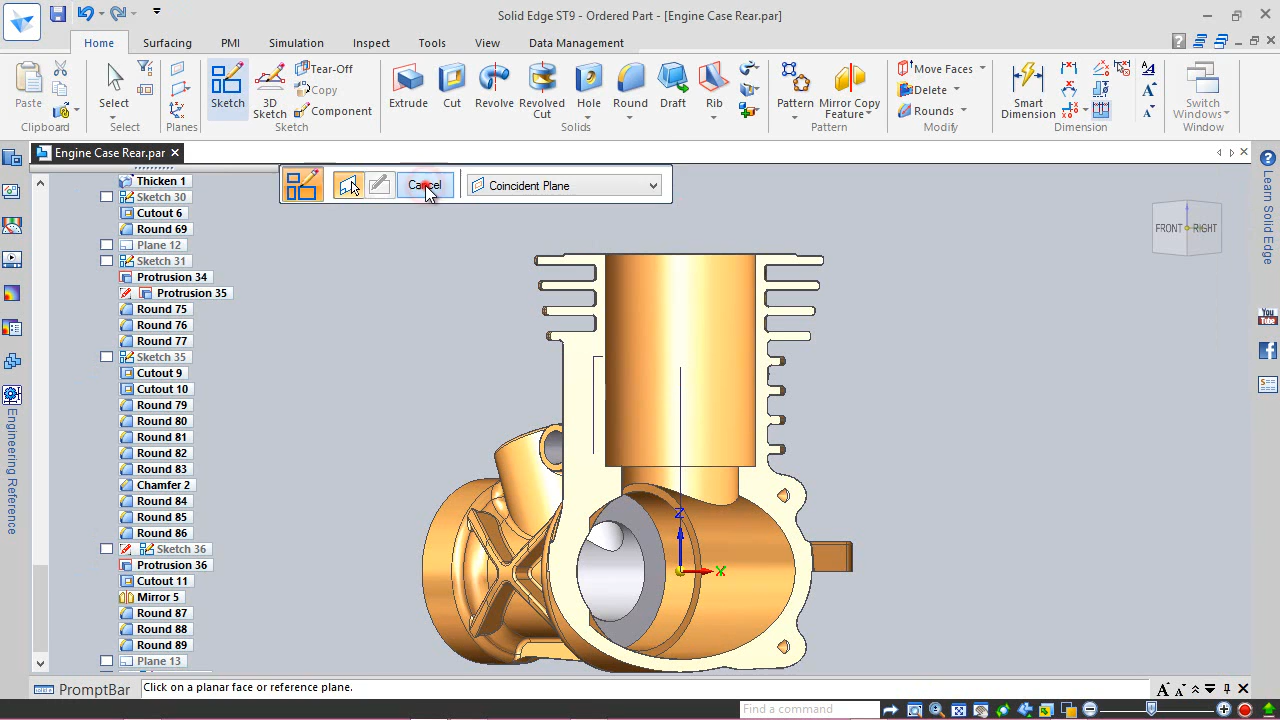 Solid Edge ST9 - Ordered Part - [Engine Case Rear.par]
Home Surfacing PMI Simulation Inspect Tools View Data Management
Paste
Clipboard
Select
Select
Planes
Sketch
3D Sketch
Tear-Off
Copy
Component
Sketch
Extrude
Cut
Revolve
Revolved Cut
Hole
Round
Draft
Rib
Solids
Pattern
Mirror Copy Feature
Pattern
Move Faces
Delete
Rounds
Modify
Smart Dimension
Dimension
Switch Windows
Window
Engine Case Rear.par
Cancel
Coincident Plane
Thicken 1
Sketch 30
Cutout 6
Round 69
Plane 12
Sketch 31
Protrusion 34
Protrusion 35
Round 75
Round 76
Round 77
Sketch 35
Cutout 9
Cutout 10
Round 79
Round 80
Round 81
Round 82
Round 83
Chamfer 2
Round 84
Round 85
Round 86
Sketch 36
Protrusion 36
Cutout 11
Mirror 5
Round 87
Round 88
Round 89
Plane 13
Engineering Reference
FRONT RIGHT
Z
X
Learn Solid Edge
You Tube
PromptBar
Click on a planar face or reference plane.
Find a command